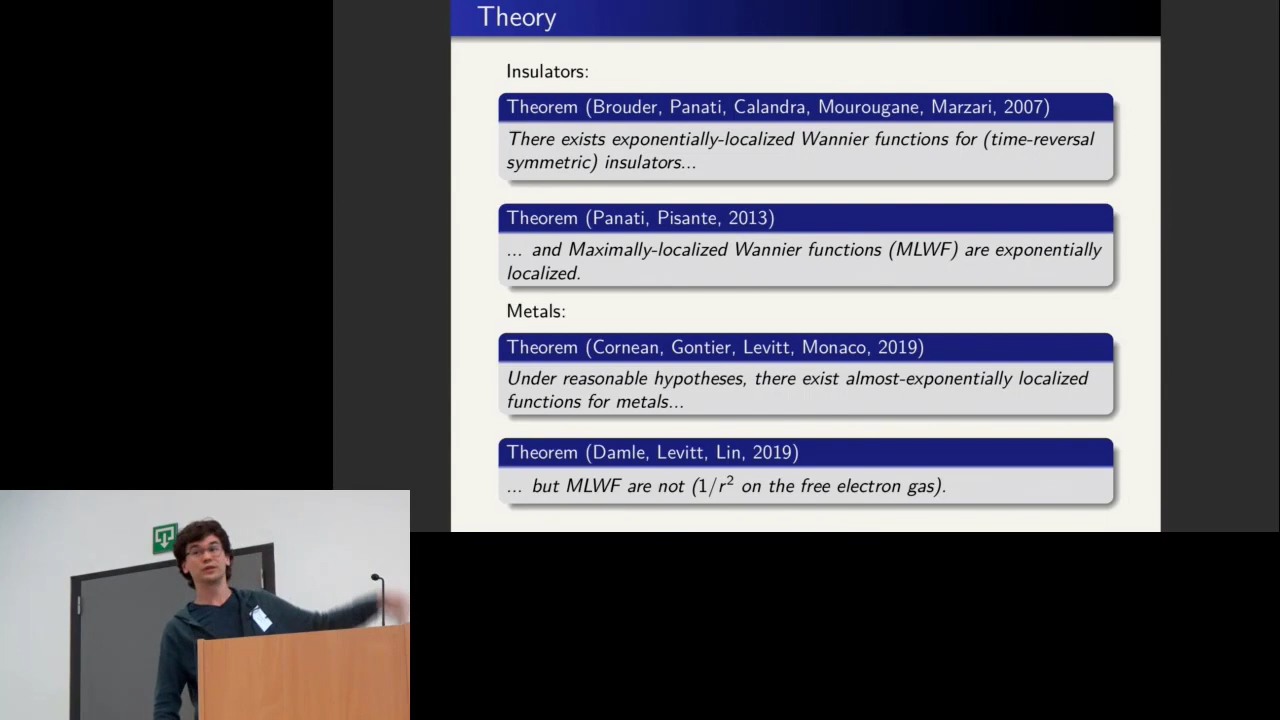 Theory
Insulators:
Theorem (Brouder, Panati, Calandra, Mourougane, Marzari, 2007)
There exists exponentially-localized Wannier functions for (time-reversal
symmetric) insulators...
Theorem (Panati, Pisante, 2013)
... and Maximally-localized Wannier functions (MLWF) are exponentially
localized.
Metals:
Theorem (Cornean, Gontier, Levitt, Monaco, 2019)
Under reasonable hypotheses, there exist almost-exponentially localized
functions for metals...
Theorem (Damle, Levitt, Lin, 2019)
... but MLWF are not (1/r² on the free electron gas).